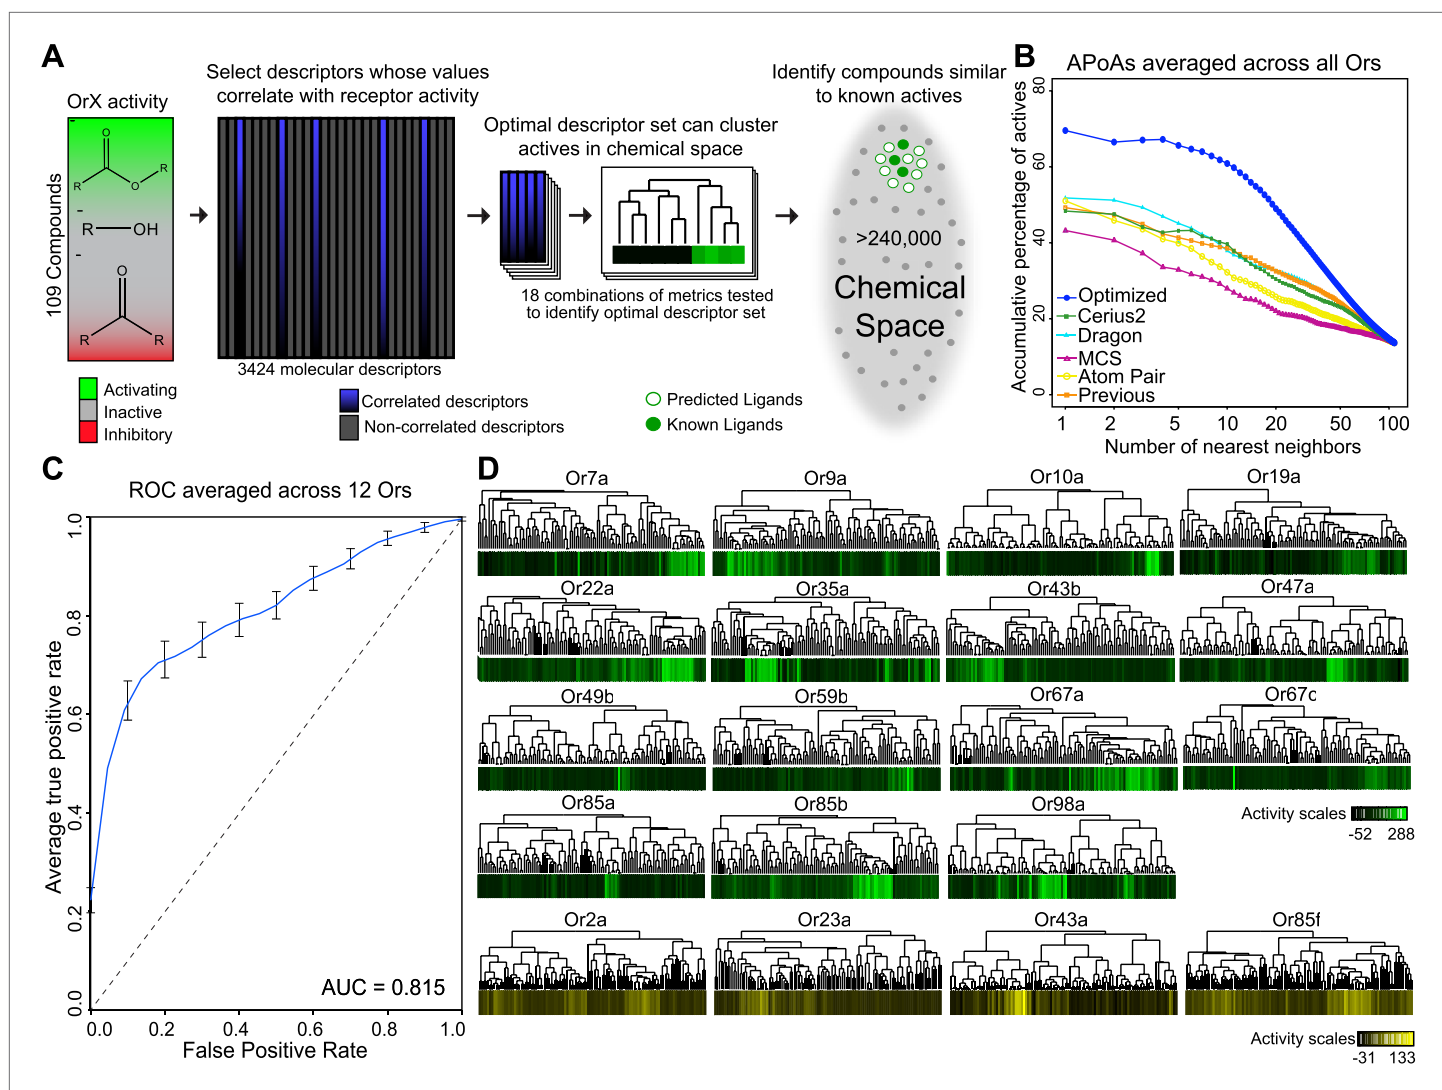 A
OrX activity
109 Compounds
O
R
O
R
R
OH
O
R
R
Activating
Inactive
Inhibitory
Select descriptors whose values
correlate with receptor activity
3424 molecular descriptors
Correlated descriptors
Non-correlated descriptors
Optimal descriptor set can cluster
actives in chemical space
18 combinations of metrics tested
to identify optimal descriptor set
Predicted Ligands
Known Ligands
Identify compounds similar
to known actives
>240,000
Chemical
Space
B
APoAs averaged across all Ors
Accumulative percentage of actives
80
60
40
20
0
Optimized
Cerius2
Dragon
MCS
Atom Pair
Previous
1 2 5 10 20 50 100
Number of nearest neighbors
C
ROC averaged across 12 Ors
Average true positive rate
1.0
0.8
0.6
0.4
0.2
0.0
AUC = 0.815
0.0 0.2 0.4 0.6 0.8 1.0
False Positive Rate
D
Or7a Or9a Or10a Or19a
Or22a Or35a Or43b Or47a
Or49b Or59b Or67a Or67c
Or85a Or85b Or98a
Activity scales
-52 288
Or2a Or23a Or43a Or85f
Activity scales
-31 133